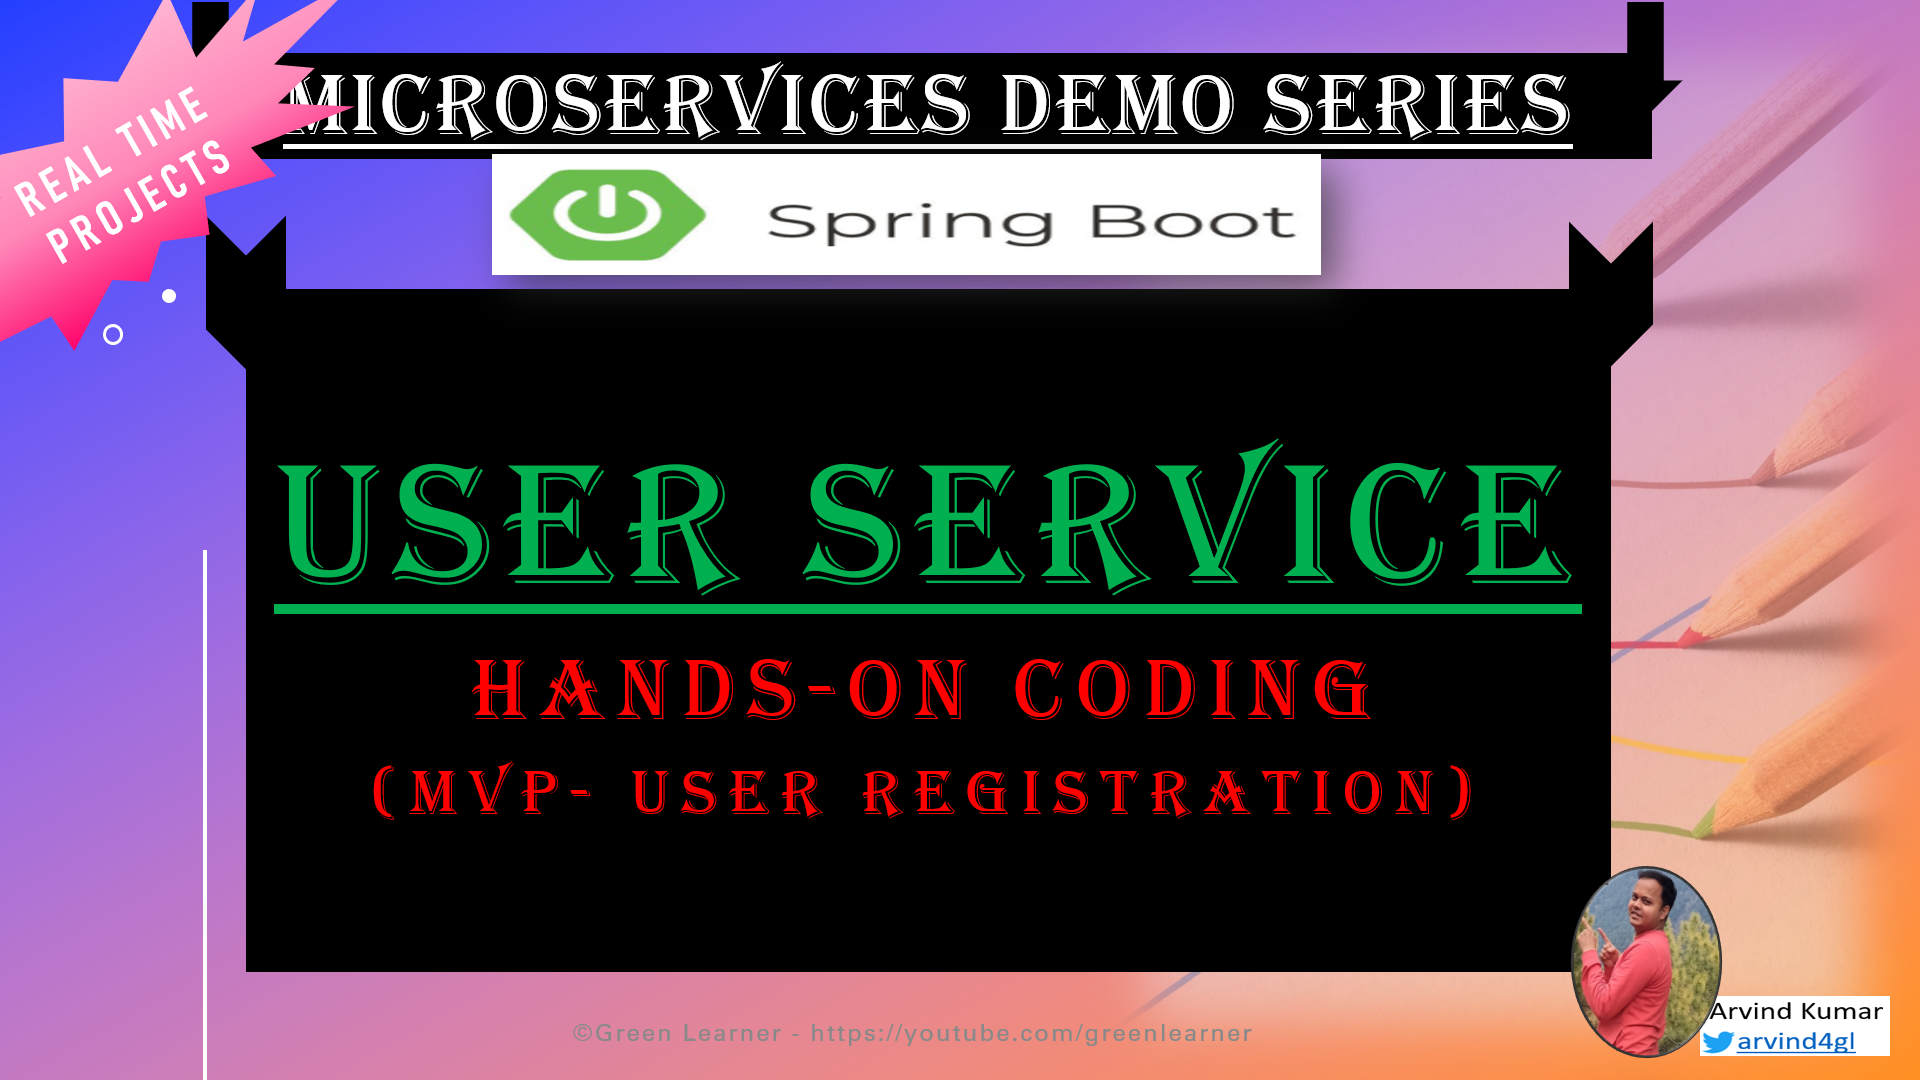 REAL TIME
PROJECTS
MICROSERVICES DEMO SERIES
Spring Boot
USER SERVICE
HANDS-ON CODING
(MVP- USER REGISTRATION)
©Green Learner - https://youtube.com/greenlearner
Arvind Kumar
arvind4gl